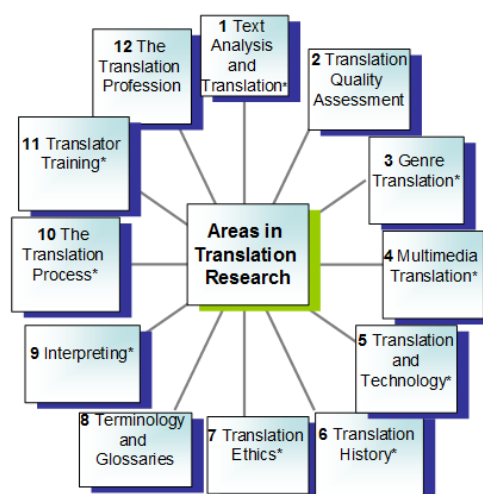 1 Text
Analysis
and
Translation*
2 Translation
Quality
Assessment
3 Genre
Translation*
4 Multimedia
Translation*
5 Translation
and
Technology*
6 Translation
History*
7 Translation
Ethics*
8 Terminology
and
Glossaries
9 Interpreting*
10 The
Translation
Process*
11 Translator
Training*
12 The
Translation
Profession
Areas in
Translation
Research